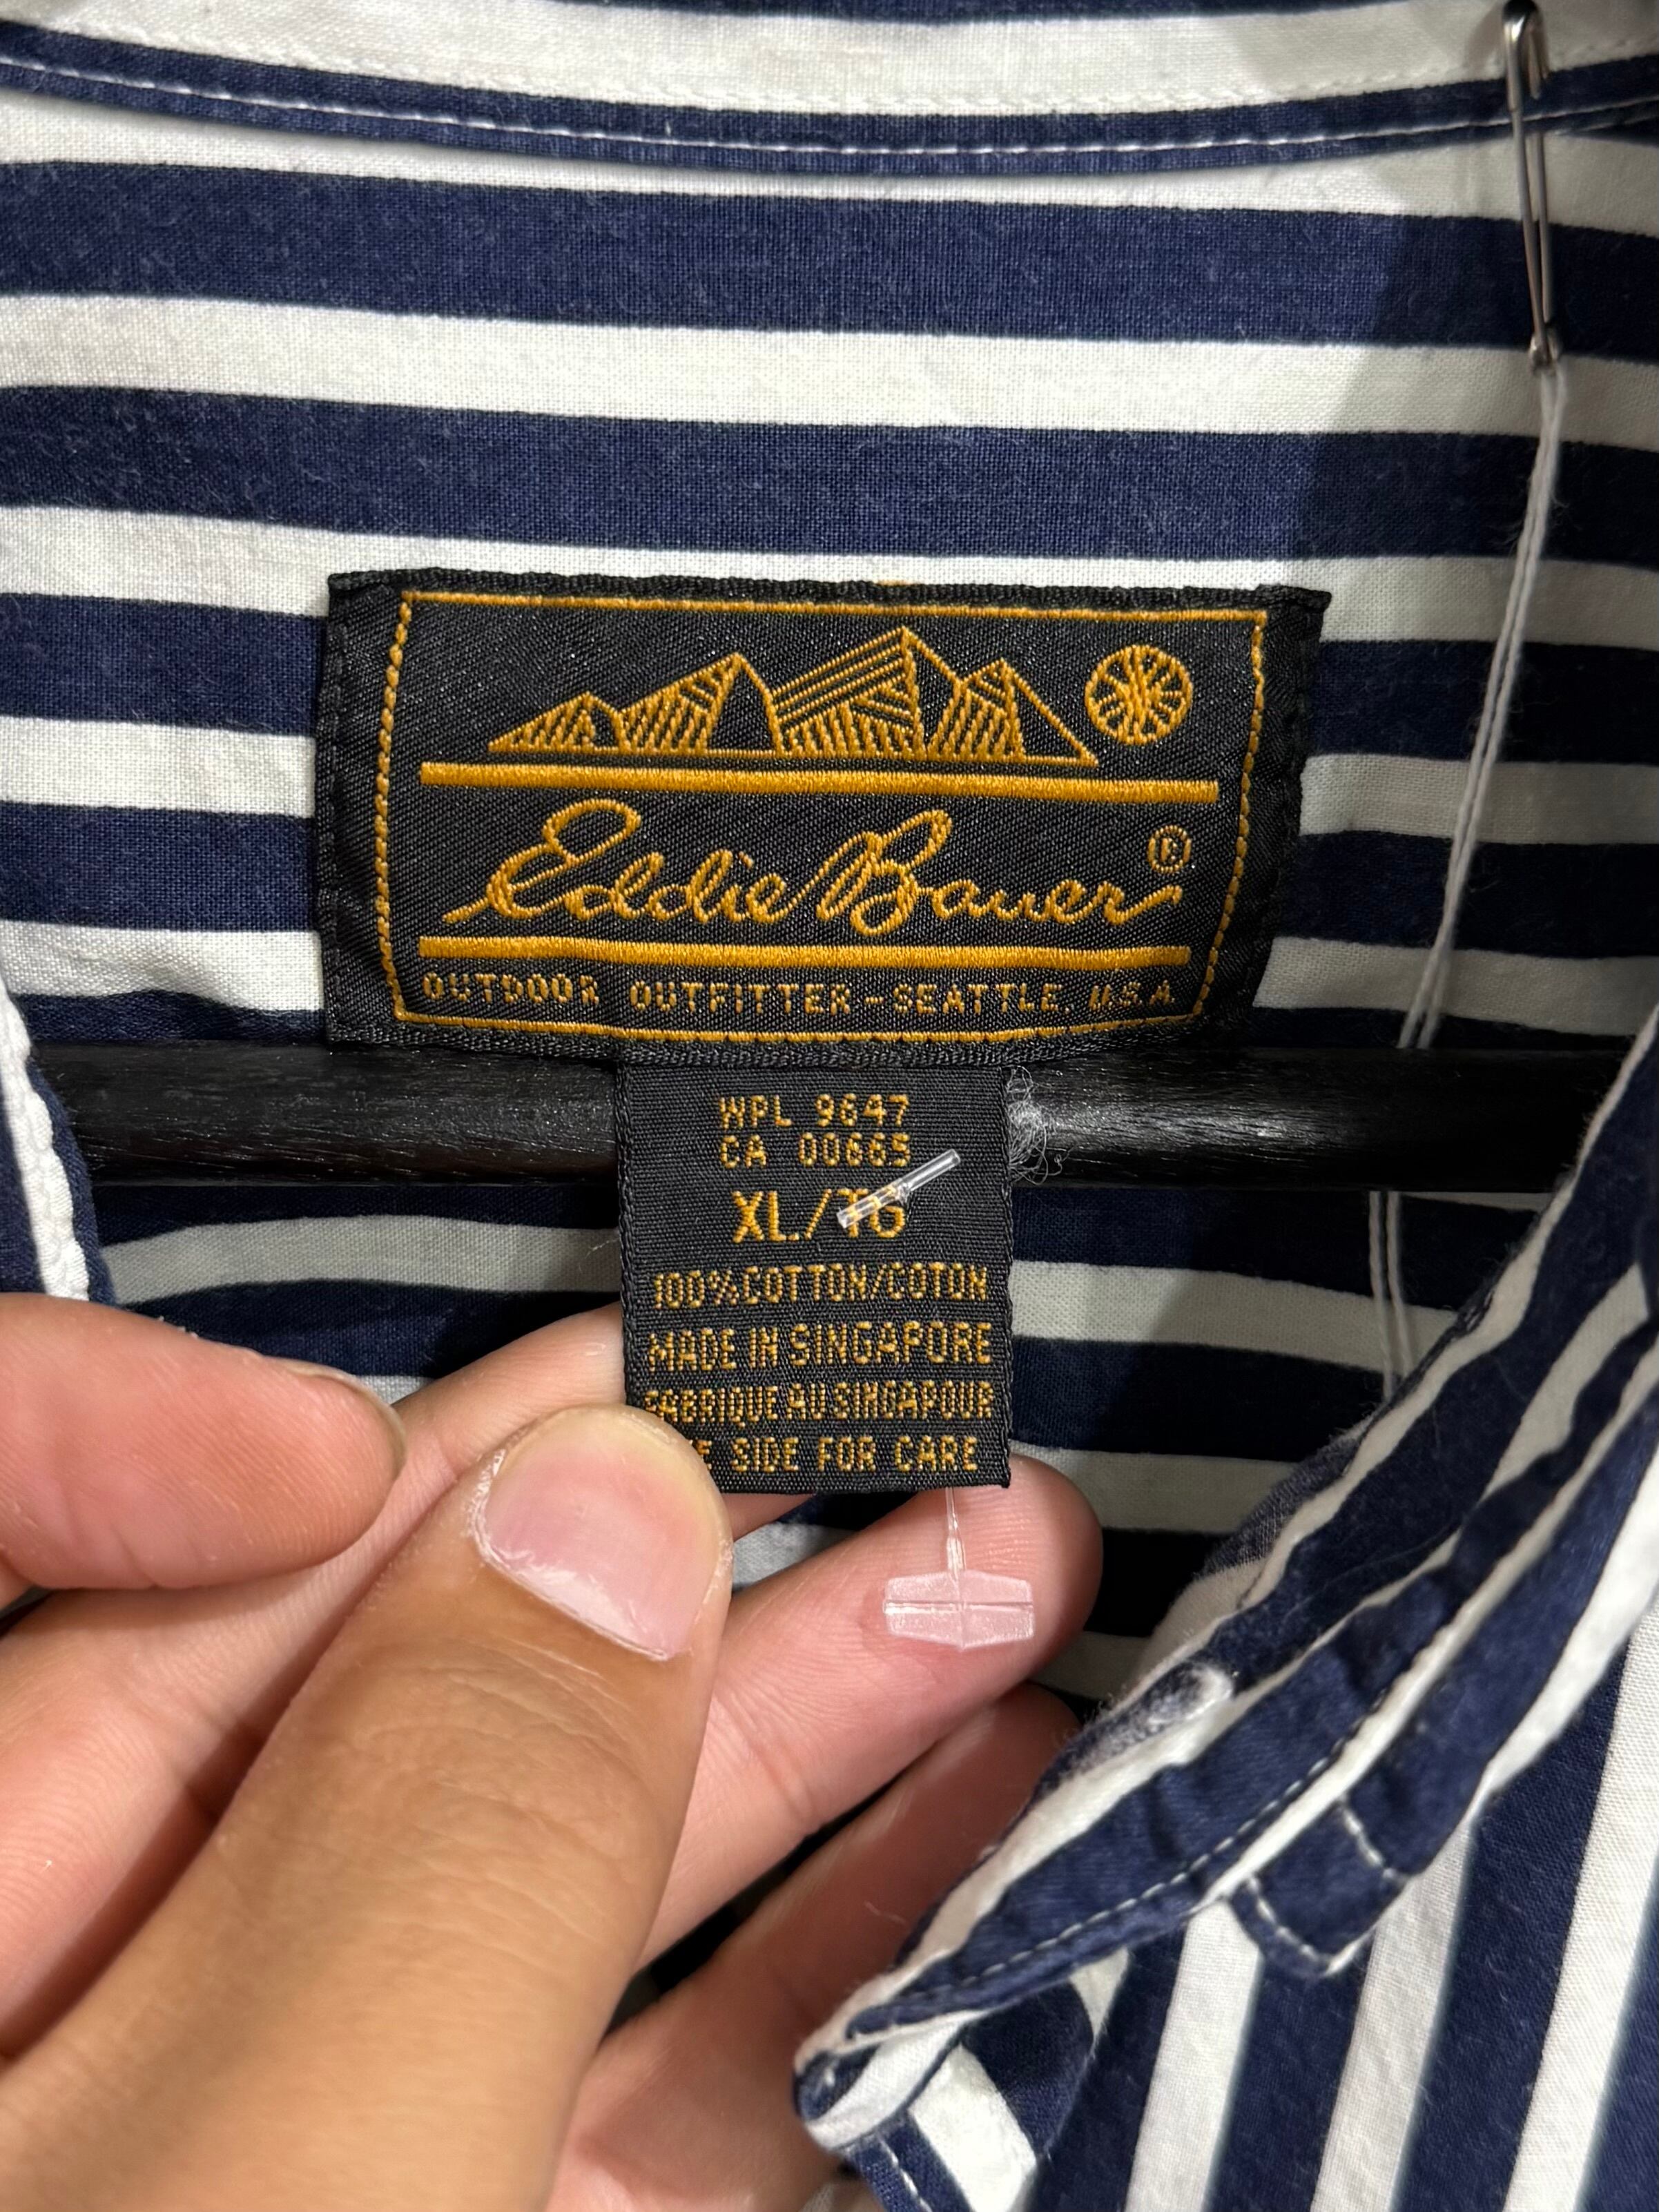 Eddie Bauer®
OUTDOOR OUTFITTER-SEATTLE, U.S.A
WPL 9647
CA 00665
XL/TG
100% COTTON/COTON
MADE IN SINGAPORE
FABRIQUE AU SINGAPOUR
SIDE FOR CARE